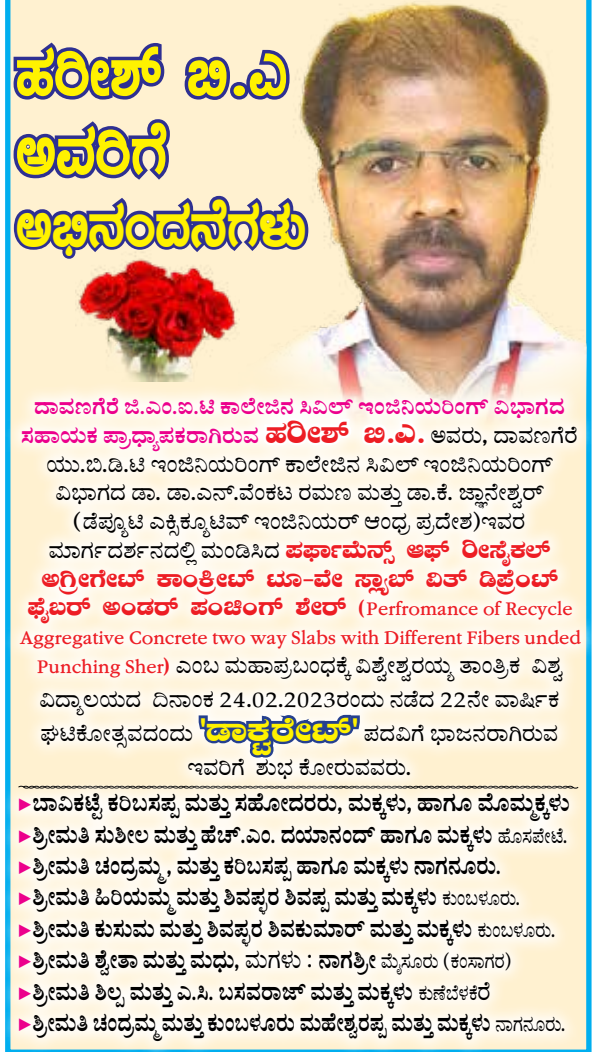 ಹರೀಶ್ ಬಿ.ಎ
ಅವರಿಗೆ
ಅಭಿನಂದನೆಗಳು
ದಾವಣಗೆರೆ ಜಿ.ಎಂ.ಐ.ಟಿ ಕಾಲೇಜಿನ ಸಿವಿಲ್ ಇಂಜಿನಿಯರಿಂಗ್ ವಿಭಾಗದ
ಸಹಾಯಕ ಪ್ರಾಧ್ಯಾಪಕರಾಗಿರುವ ಹರೀಶ್ ಬಿ.ಎ. ಅವರು, ದಾವಣಗೆರೆ
ಯು.ಬಿ.ಡಿ.ಟಿ ಇಂಜಿನಿಯರಿಂಗ್ ಕಾಲೇಜಿನ ಸಿವಿಲ್ ಇಂಜಿನಿಯರಿಂಗ್
ವಿಭಾಗದ ಡಾ. ಡಾ.ಎನ್.ವೆಂಕಟ ರಮಣ ಮತ್ತು ಡಾ.ಕೆ. ಜ್ಞಾನೇಶ್ವರ್
(ಡೆಪ್ಯೂಟಿ ಎಕ್ಸಿಕ್ಯೂಟಿವ್ ಇಂಜಿನಿಯರ್ ಆಂಧ್ರ ಪ್ರದೇಶ)ಇವರ
ಮಾರ್ಗದರ್ಶನದಲ್ಲಿ ಮಂಡಿಸಿದ ಪರ್ಫಾಮೆನ್ಸ್ ಆಫ್ ರೀಸೈಕಲ್
ಅಗ್ರೀಗೇಟ್ ಕಾಂಕ್ರೀಟ್ ಟೂ-ವೇ ಸ್ಲ್ಯಾಬ್ ವಿತ್ ಡಿಫ್ರೆಂಟ್
ಫೈಬರ್ ಅಂಡರ್ ಪಂಚಿಂಗ್ ಶೇರ್ (Perfromance of Recycle
Aggregative Concrete two way Slabs with Different Fibers unded
Punching Sher) ಎಂಬ ಮಹಾಪ್ರಬಂಧಕ್ಕೆ ವಿಶ್ವೇಶ್ವರಯ್ಯ ತಾಂತ್ರಿಕ ವಿಶ್ವ
ವಿದ್ಯಾಲಯದ ದಿನಾಂಕ 24.02.2023ರಂದು ನಡೆದ 22ನೇ ವಾರ್ಷಿಕ
ಘಟಿಕೋತ್ಸವದಂದು 'ಡಾಕ್ಟರೇಟ್' ಪದವಿಗೆ ಭಾಜನರಾಗಿರುವ
ಇವರಿಗೆ ಶುಭ ಕೋರುವವರು.
➤ಬಾವಿಕಟ್ಟೆ ಕರಿಬಸಪ್ಪ ಮತ್ತು ಸಹೋದರರು, ಮಕ್ಕಳು, ಹಾಗೂ ಮೊಮ್ಮಕ್ಕಳು
➤ಶ್ರೀಮತಿ ಸುಶೀಲ ಮತ್ತು ಹೆಚ್.ಎಂ. ದಯಾನಂದ್ ಹಾಗೂ ಮಕ್ಕಳು ಹೊಸಪೇಟೆ.
➤ಶ್ರೀಮತಿ ಚಂದ್ರಮ್ಮ, ಮತ್ತು ಕರಿಬಸಪ್ಪ ಹಾಗೂ ಮಕ್ಕಳು ನಾಗನೂರು.
➤ಶ್ರೀಮತಿ ಹಿರಿಯಮ್ಮ ಮತ್ತು ಶಿವಪ್ಳರ ಶಿವಪ್ಪ ಮತ್ತು ಮಕ್ಕಳು ಕುಂಬಳೂರು.
➤ಶ್ರೀಮತಿ ಕುಸುಮ ಮತ್ತು ಶಿವಪ್ಳರ ಶಿವಕುಮಾರ್ ಮತ್ತು ಮಕ್ಕಳು ಕುಂಬಳೂರು.
➤ಶ್ರೀಮತಿ ಶ್ವೇತಾ ಮತ್ತು ಮಧು, ಮಗಳು : ನಾಗಶ್ರೀ ಮೈಸೂರು (ಕಂಸಾಗರ)
➤ಶ್ರೀಮತಿ ಶಿಲ್ಪ ಮತ್ತು ಎ.ಸಿ. ಬಸವರಾಜ್ ಮತ್ತು ಮಕ್ಕಳು ಕುಣೆಬೆಳಕೆರೆ
➤ಶ್ರೀಮತಿ ಚಂದ್ರಮ್ಮ ಮತ್ತು ಕುಂಬಳೂರು ಮಹೇಶ್ವರಪ್ಪ ಮತ್ತು ಮಕ್ಕಳು ನಾಗನೂರು.